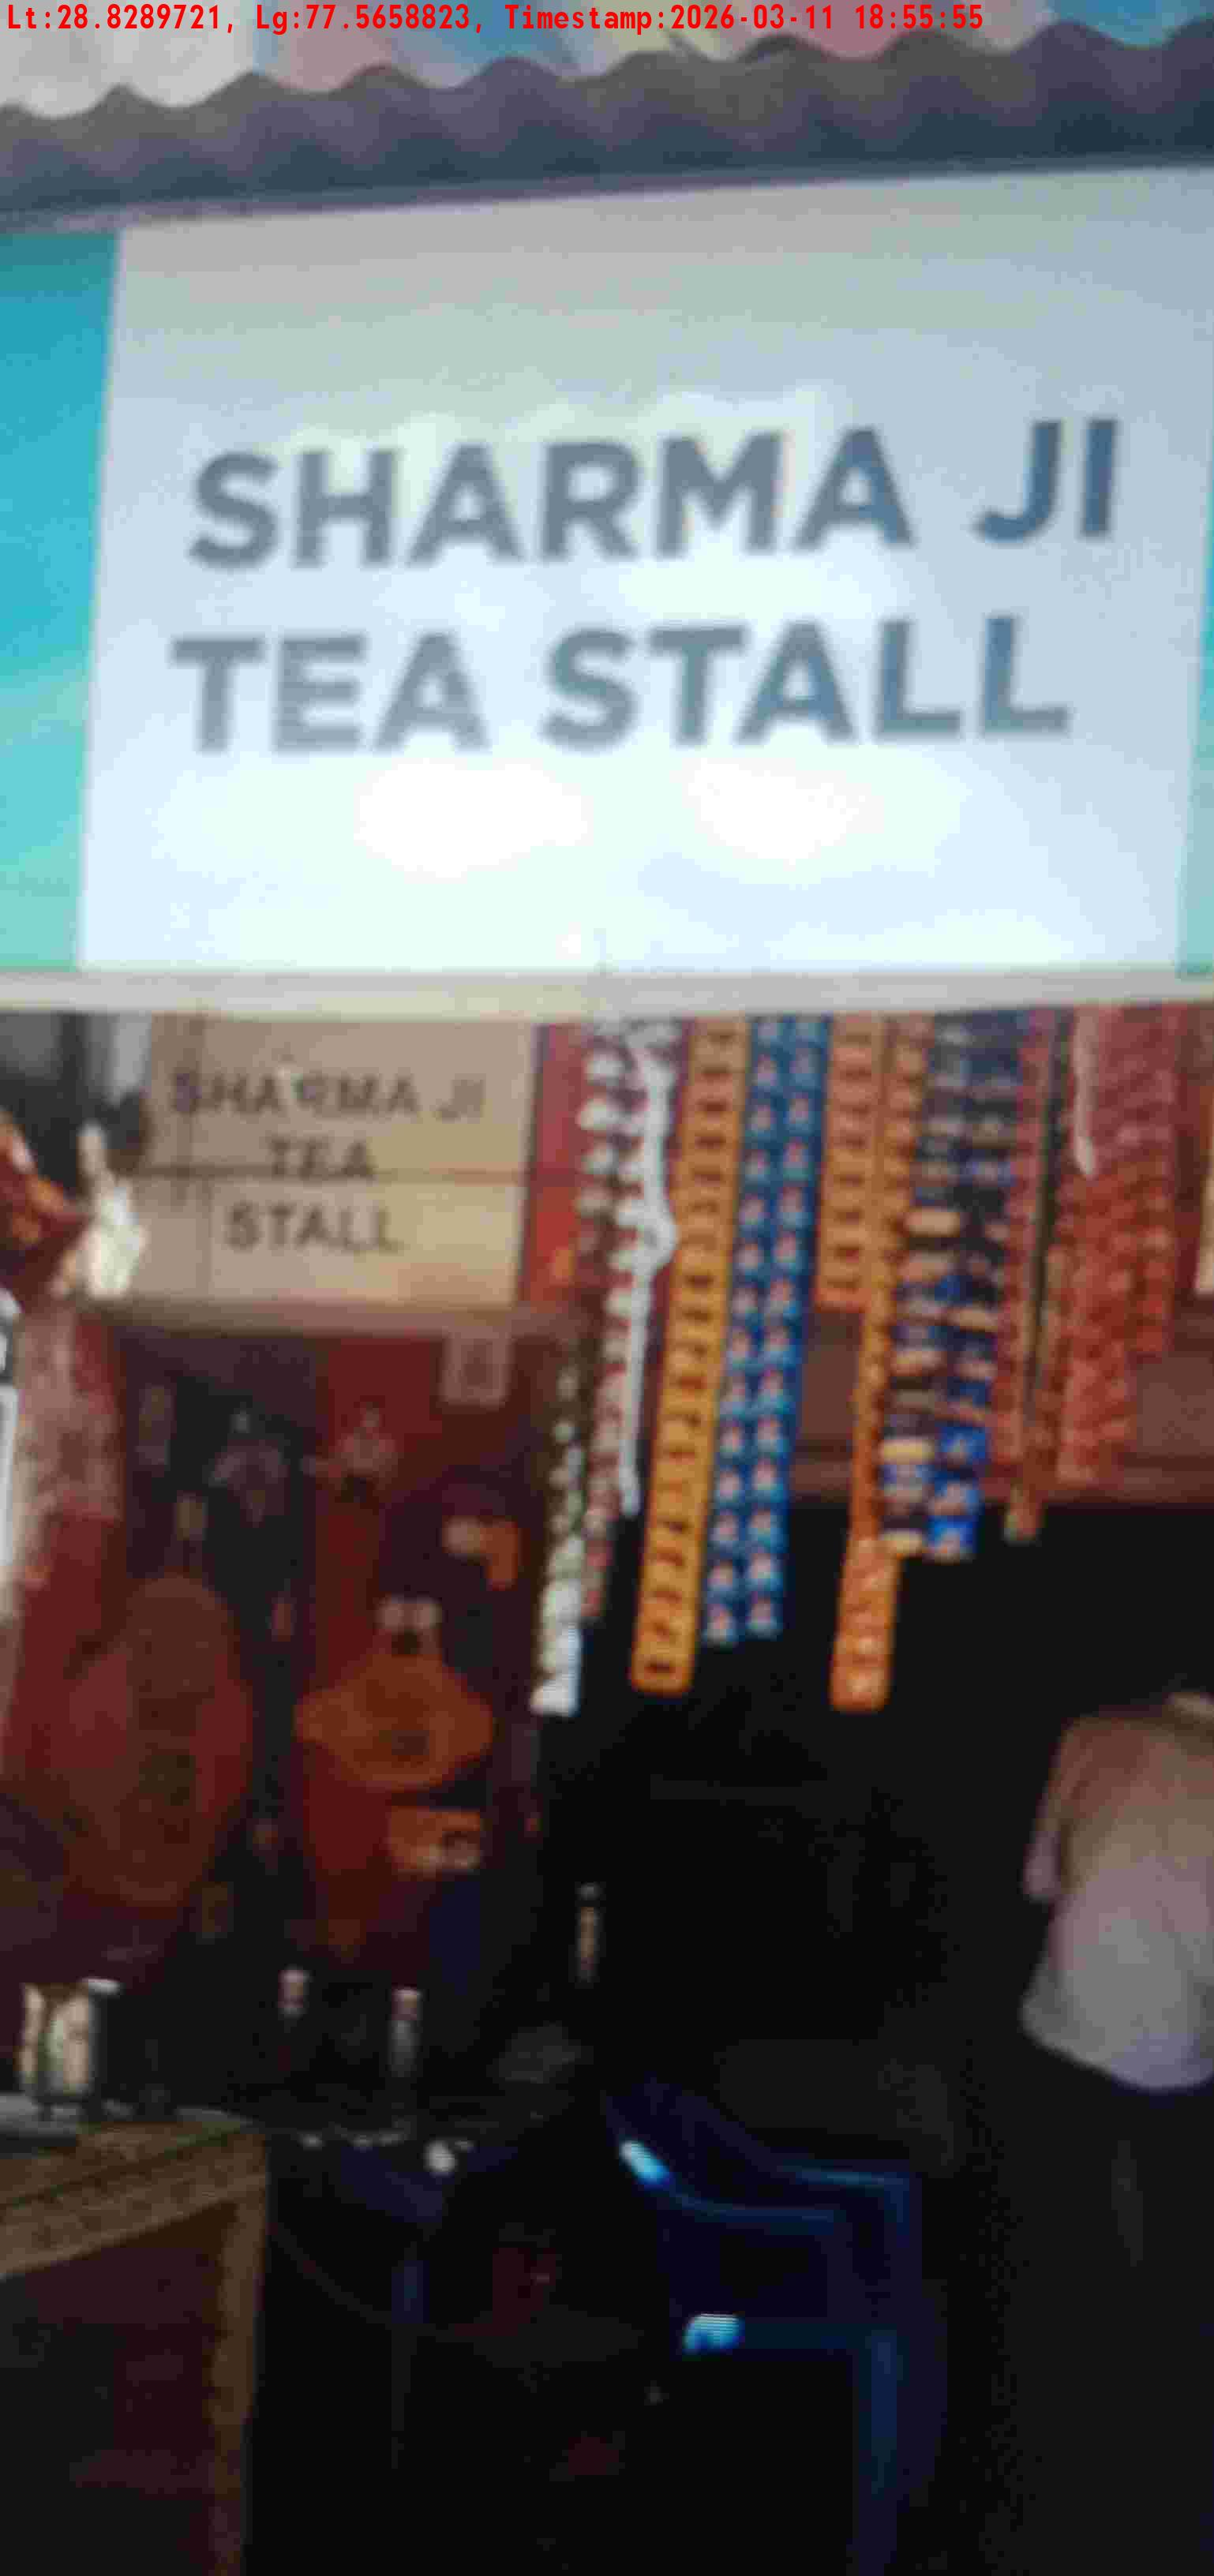 Lt:28.8289721, Lg:77.5658823, Timestamp:2026-03-11 18:55:55
SHARMA JI
TEA STALL
SHARMA JI
TEA
STALL